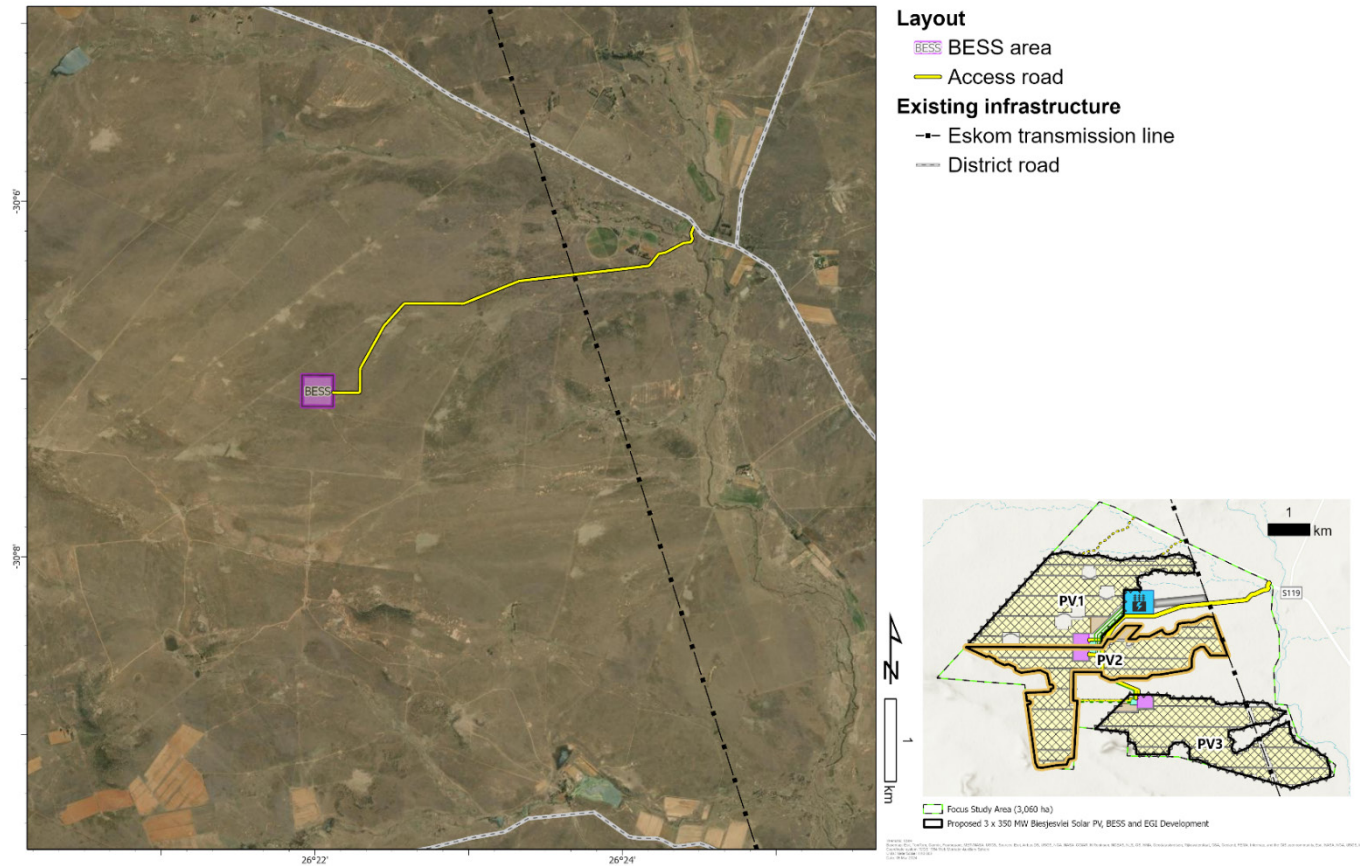 Layout
BESS BESS area
Access road
Existing infrastructure
Eskom transmission line
District road
-30°6'
-30°8'
BESS
26°22'
26°24'
N
1
km
1
km
PV1
S119
PV2
PV3
Focus Study Area (3,060 ha)
Proposed 3 x 350 MW Biesjesvlei Solar PV, BESS and EGI Development